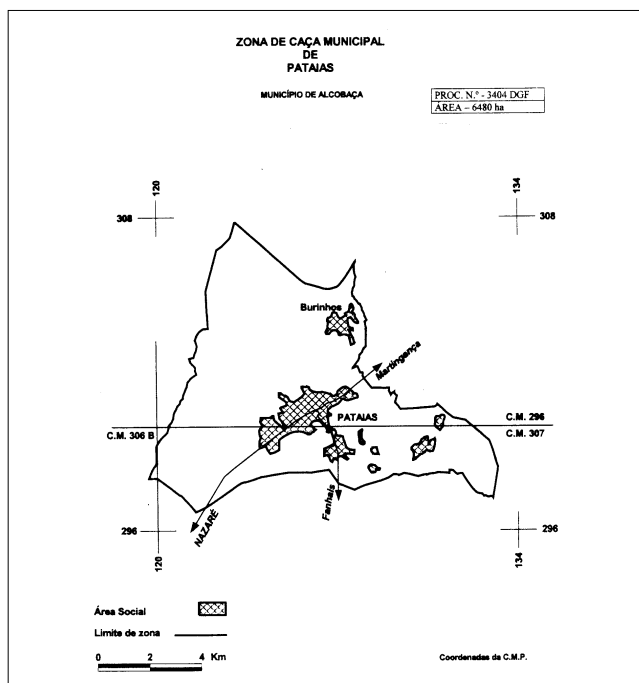 ZONA DE CAÇA MUNICIPAL
DE
PATAIAS
MUNICÍPIO DE ALCOBAÇA
PROC. N.º - 3404 DGF
ÁREA – 6480 ha
120
134
308
308
Burinhos
Martingança
PATAIAS
C.M. 296
C.M. 306 B
C.M. 307
Fanhais
NAZARÉ
296
296
120
134
Área Social
Limite de zona
0 2 4 Km
Coordenadas da C.M.P.